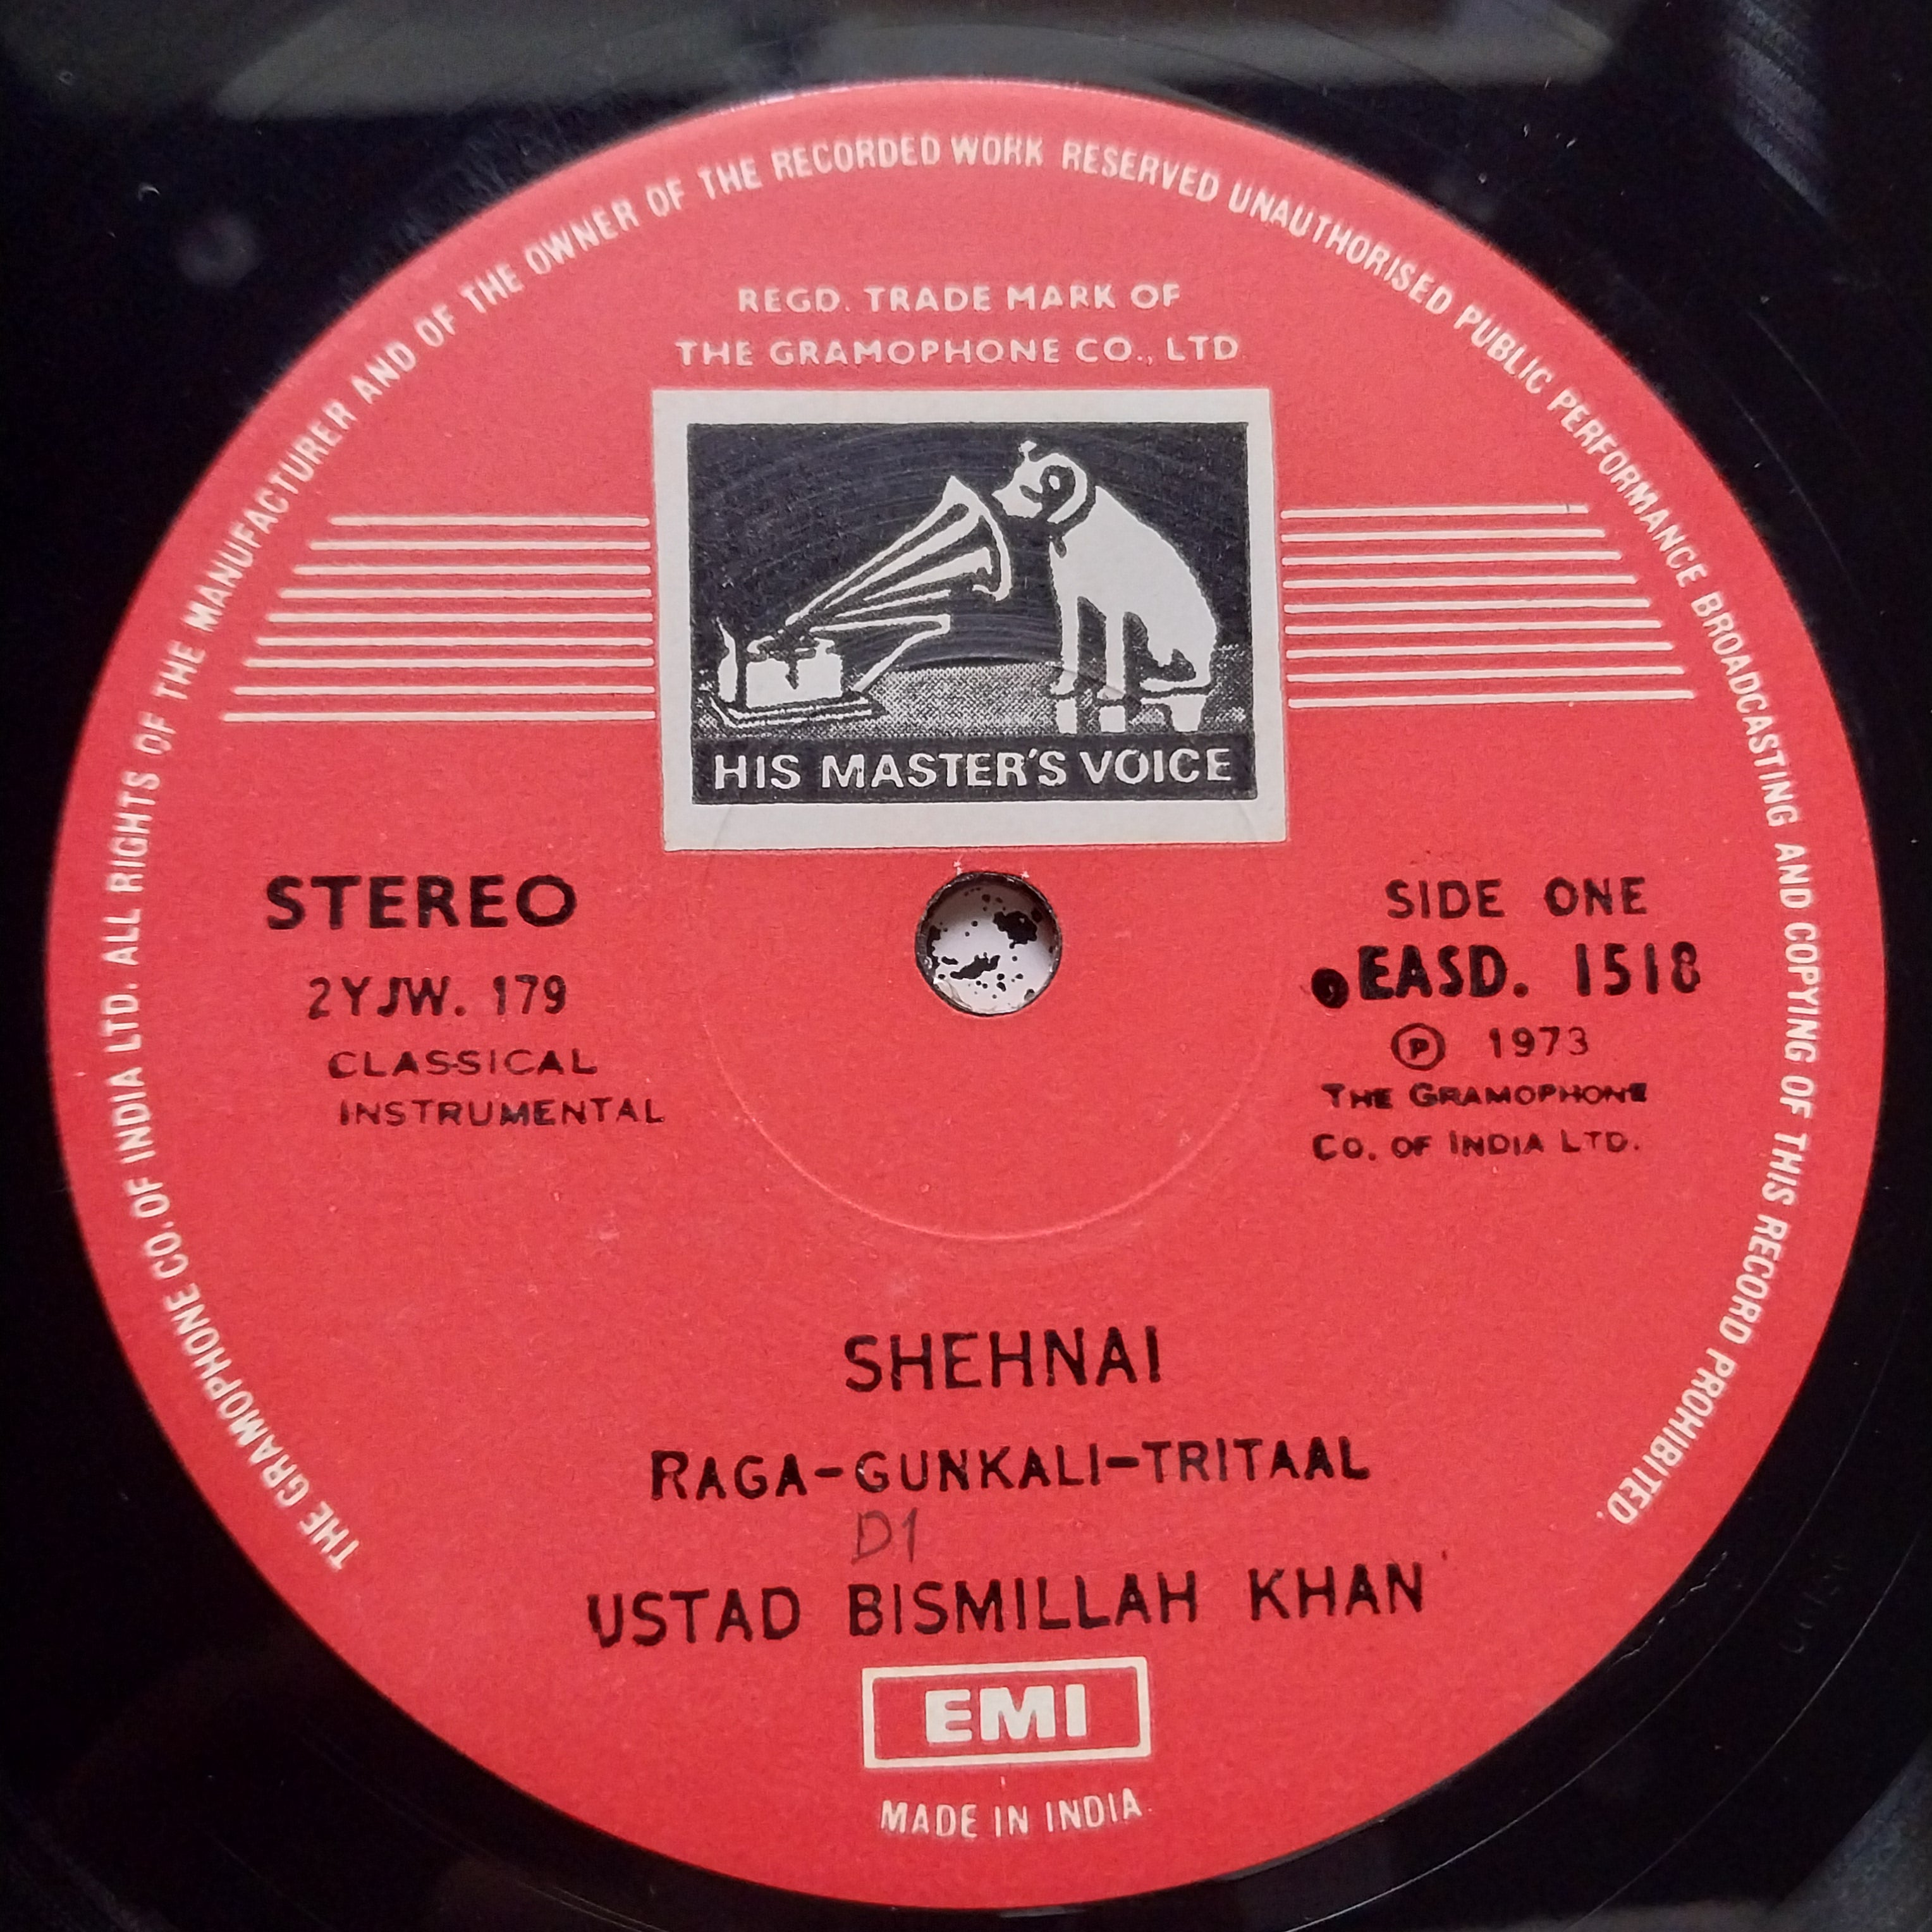 THE GRAMOPHONE CO. OF INDIA LTD. ALL RIGHTS OF THE MANUFACTURER AND OF THE OWNER OF THE RECORDED WORK RESERVED UNAUTHORISED PUBLIC PERFORMANCE BROADCASTING AND COPYING OF THIS RECORD PROHIBITED.
REGD. TRADE MARK OF
THE GRAMOPHONE CO., LTD
HIS MASTER'S VOICE
STEREO
2YJW. 179
CLASSICAL
INSTRUMENTAL
SIDE ONE
EASD. 1518
℗ 1973
THE GRAMOPHONE
CO. OF INDIA LTD.
SHEHNAI
RAGA-GUNKALI-TRITAAL
D1
USTAD BISMILLAH KHAN
EMI
MADE IN INDIA